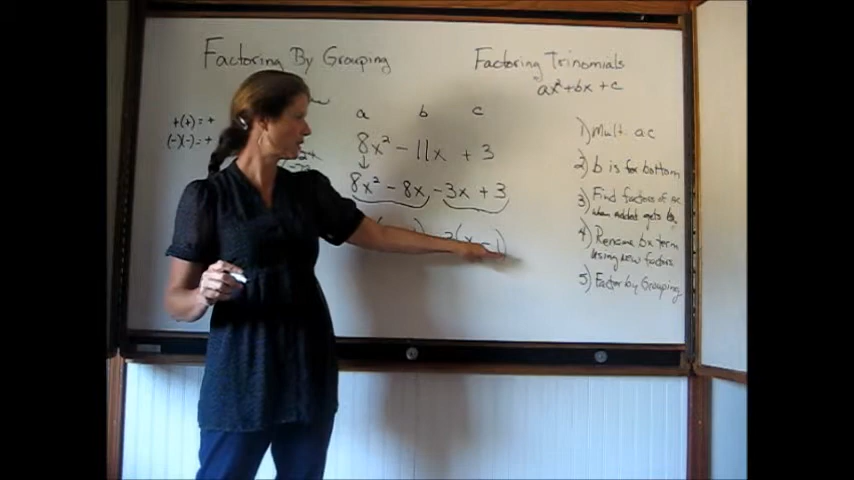 Factoring By Grouping
Factoring Trinomials
ax² + bx + c
a b c
+(+) = +
(-)(-) = +
8x² - 11x + 3
8x² - 8x - 3x + 3
(x - 1)
1) Mult. ac
2) b is for bottom
3) Find factors of ac
when added gets b
4) Rename bx term
using new factors
5) Factor by Grouping